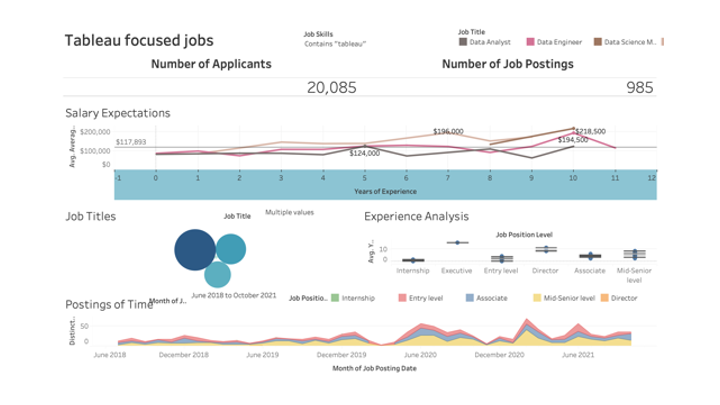 Tableau focused jobs
Job Skills
Contains "tableau"
Job Title
Data Analyst
Data Engineer
Data Science M..
Number of Applicants
Number of Job Postings
20,085
985
Salary Expectations
Avg. Averag..
$200,000
$100,000
$0
$117,893
$196,000
$218,500
$194,500
$124,000
-1 0 1 2 3 4 5 6 7 8 9 10 11 12
Years of Experience
Job Titles
Job Title
Multiple values
Experience Analysis
Job Position Level
Avg. Y..
10
0
Internship
Executive
Entry level
Director
Associate
Mid-Senior
level
Month of J..
June 2018 to October 2021
Job Positio..
Internship
Entry level
Associate
Mid-Senior level
Director
Postings of Time
Distinct..
50
0
June 2018
December 2018
June 2019
December 2019
June 2020
December 2020
June 2021
Month of Job Posting Date